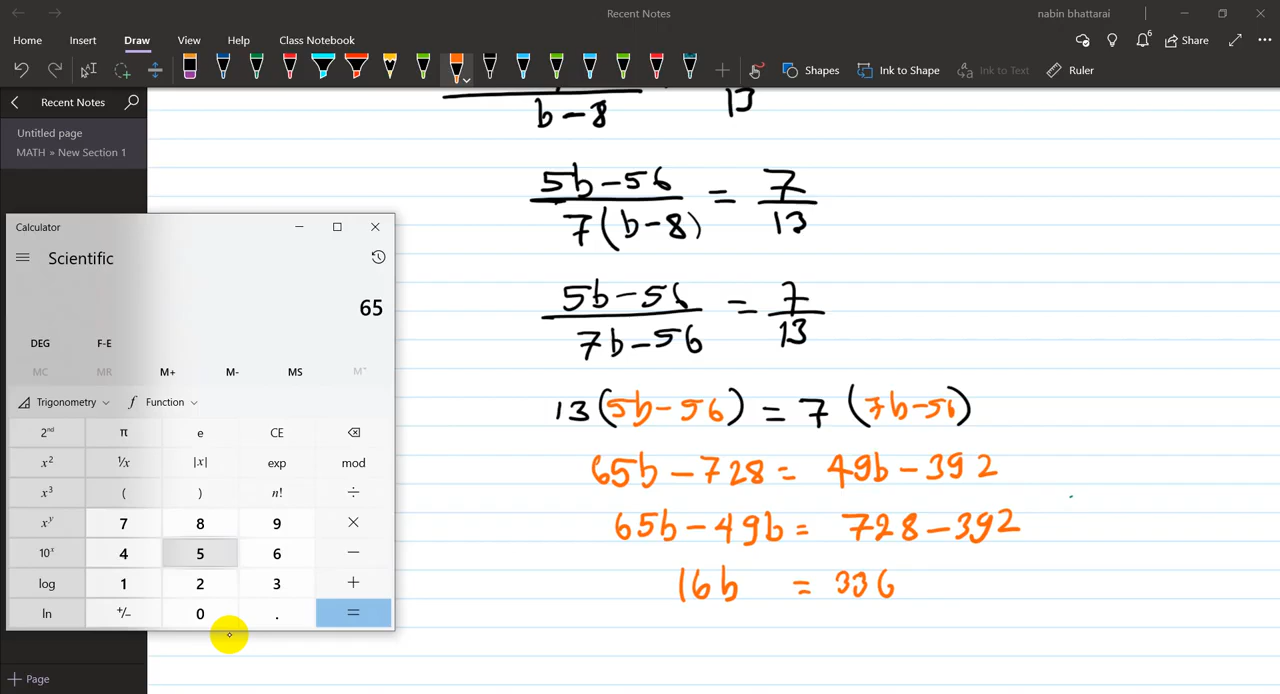 Recent Notes
nabin bhattarai
Home Insert Draw View Help Class Notebook
6 Share
Shapes Ink to Shape Ink to Text Ruler
Recent Notes
Untitled page
MATH » New Section 1
b-8 13
5b-56 / 7(b-8) = 7/13
5b-56 / 7b-56 = 7/13
13(5b-56) = 7(7b-56)
65b-728 = 49b-392
65b-49b = 728-392
16b = 336
Calculator
Scientific
65
DEG F-E
MC MR M+ M- MS M˅
Trigonometry f Function
2ⁿᵈ π e CE
x² ¹/x |x| exp mod
x³ ( ) n! ÷
xʸ 7 8 9 ×
10ˣ 4 5 6 −
log 1 2 3 +
ln +/− 0 . =
+ Page